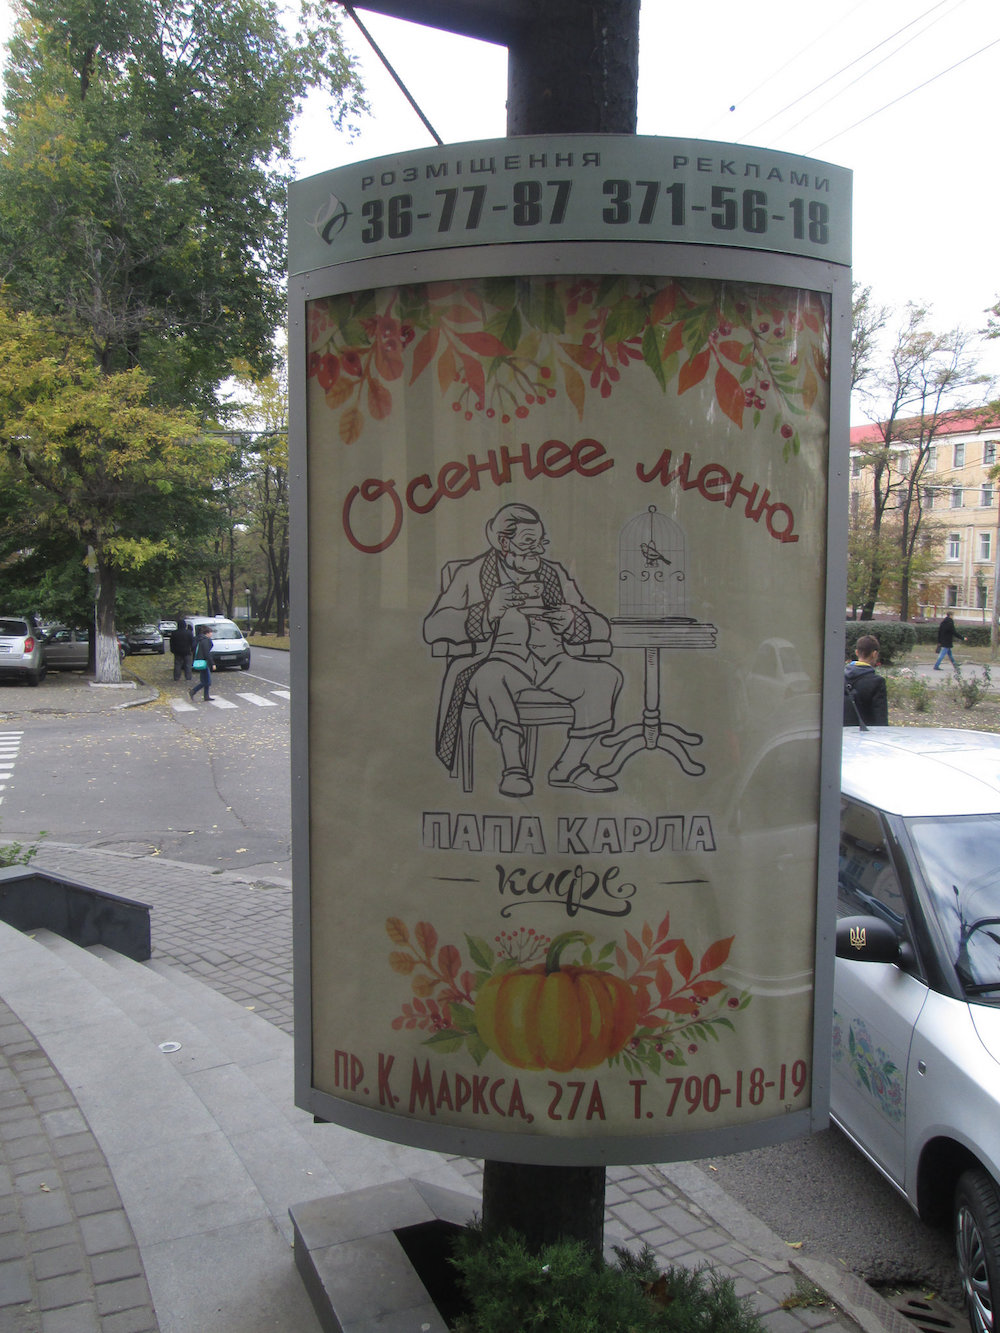 РОЗМІЩЕННЯ РЕКЛАМИ
36-77-87 371-56-18
Осеннее меню
ПАПА КАРЛА
кафе
ПР. К. МАРКСА, 27А Т. 790-18-19